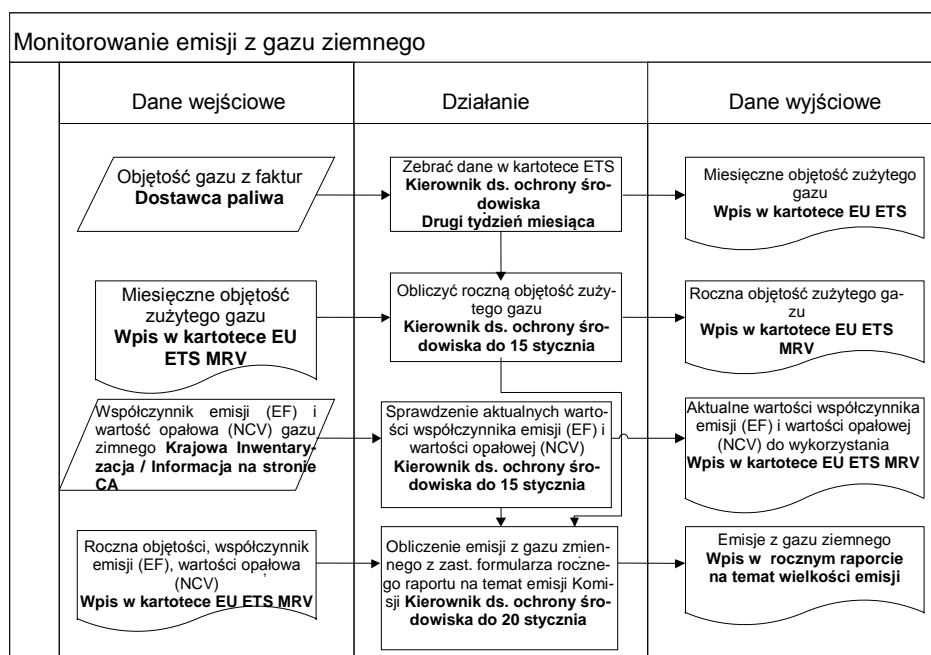 Monitorowanie emisji z gazu ziemnego
Dane wejściowe
Działanie
Dane wyjściowe
Objętość gazu z faktur
Dostawca paliwa
Zebrać dane w kartotece ETS
Kierownik ds. ochrony śro-
dowiska
Drugi tydzień miesiąca
Miesięczne objętość zużytego
gazu
Wpis w kartotece EU ETS
Miesięczne objętość
zużytego gazu
Wpis w kartotece EU
ETS MRV
Obliczyć roczną objętość zuży-
tego gazu
Kierownik ds. ochrony śro-
dowiska do 15 stycznia
Roczna objętość zużytego ga-
zu
Wpis w kartotece EU ETS
MRV
Współczynnik emisji (EF) i
wartość opałowa (NCV) gazu
zimnego Krajowa Inwentary-
zacja / Informacja na stronie
CA
Sprawdzenie aktualnych warto-
ści współczynnika emisji (EF) i
wartości opałowej (NCV)
Kierownik ds. ochrony śro-
dowiska do 15 stycznia
Aktualne wartości współczynnika
emisji (EF) i wartości opałowej
(NCV) do wykorzystania
Wpis w kartotece EU ETS MRV
Roczna objętości, współczynnik
emisji (EF), wartości opałowa
(NCV)
Wpis w kartotece EU ETS MRV
Obliczenie emisji z gazu zmien-
nego z zast. formularza roczne-
go raportu na temat emisji Komi-
sji Kierownik ds. ochrony śro-
dowiska do 20 stycznia
Emisje z gazu ziemnego
Wpis w rocznym raporcie
na temat wielkości emisji